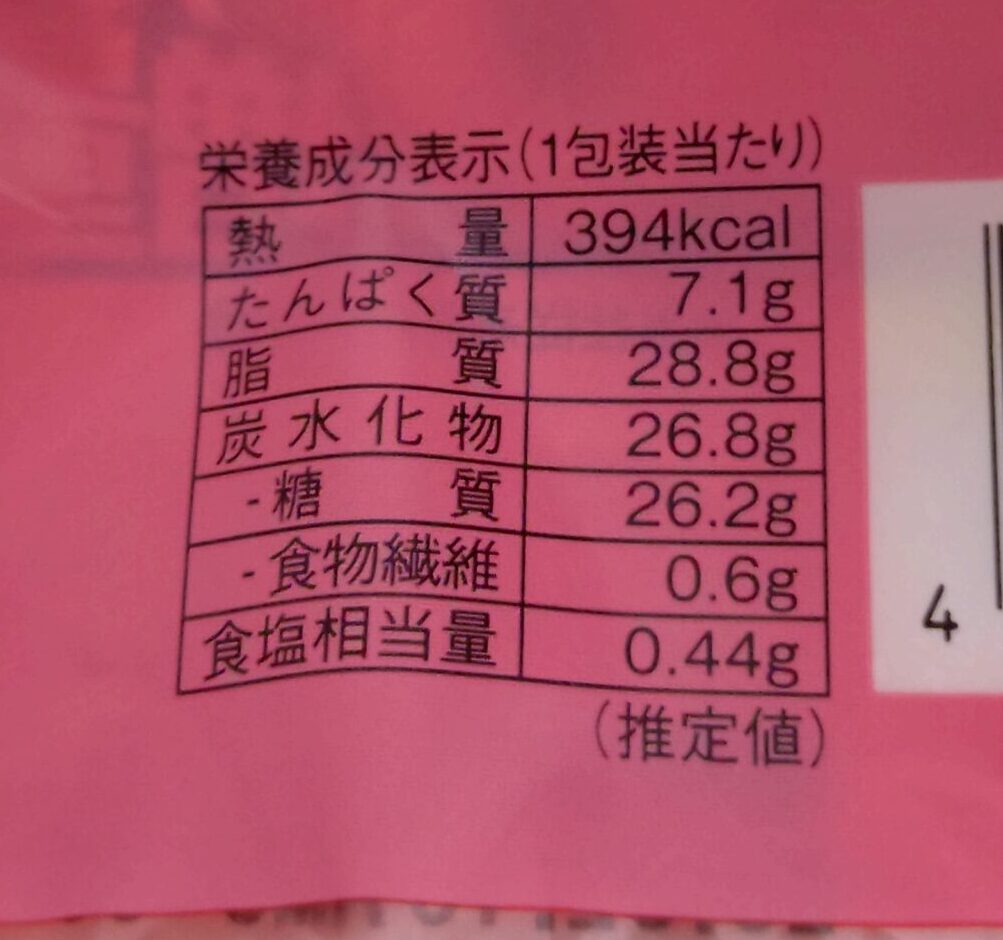 栄養成分表示(1包装当たり)
熱量 394kcal
たんぱく質 7.1g
脂質 28.8g
炭水化物 26.8g
-糖質 26.2g
-食物繊維 0.6g
食塩相当量 0.44g
(推定値)
4